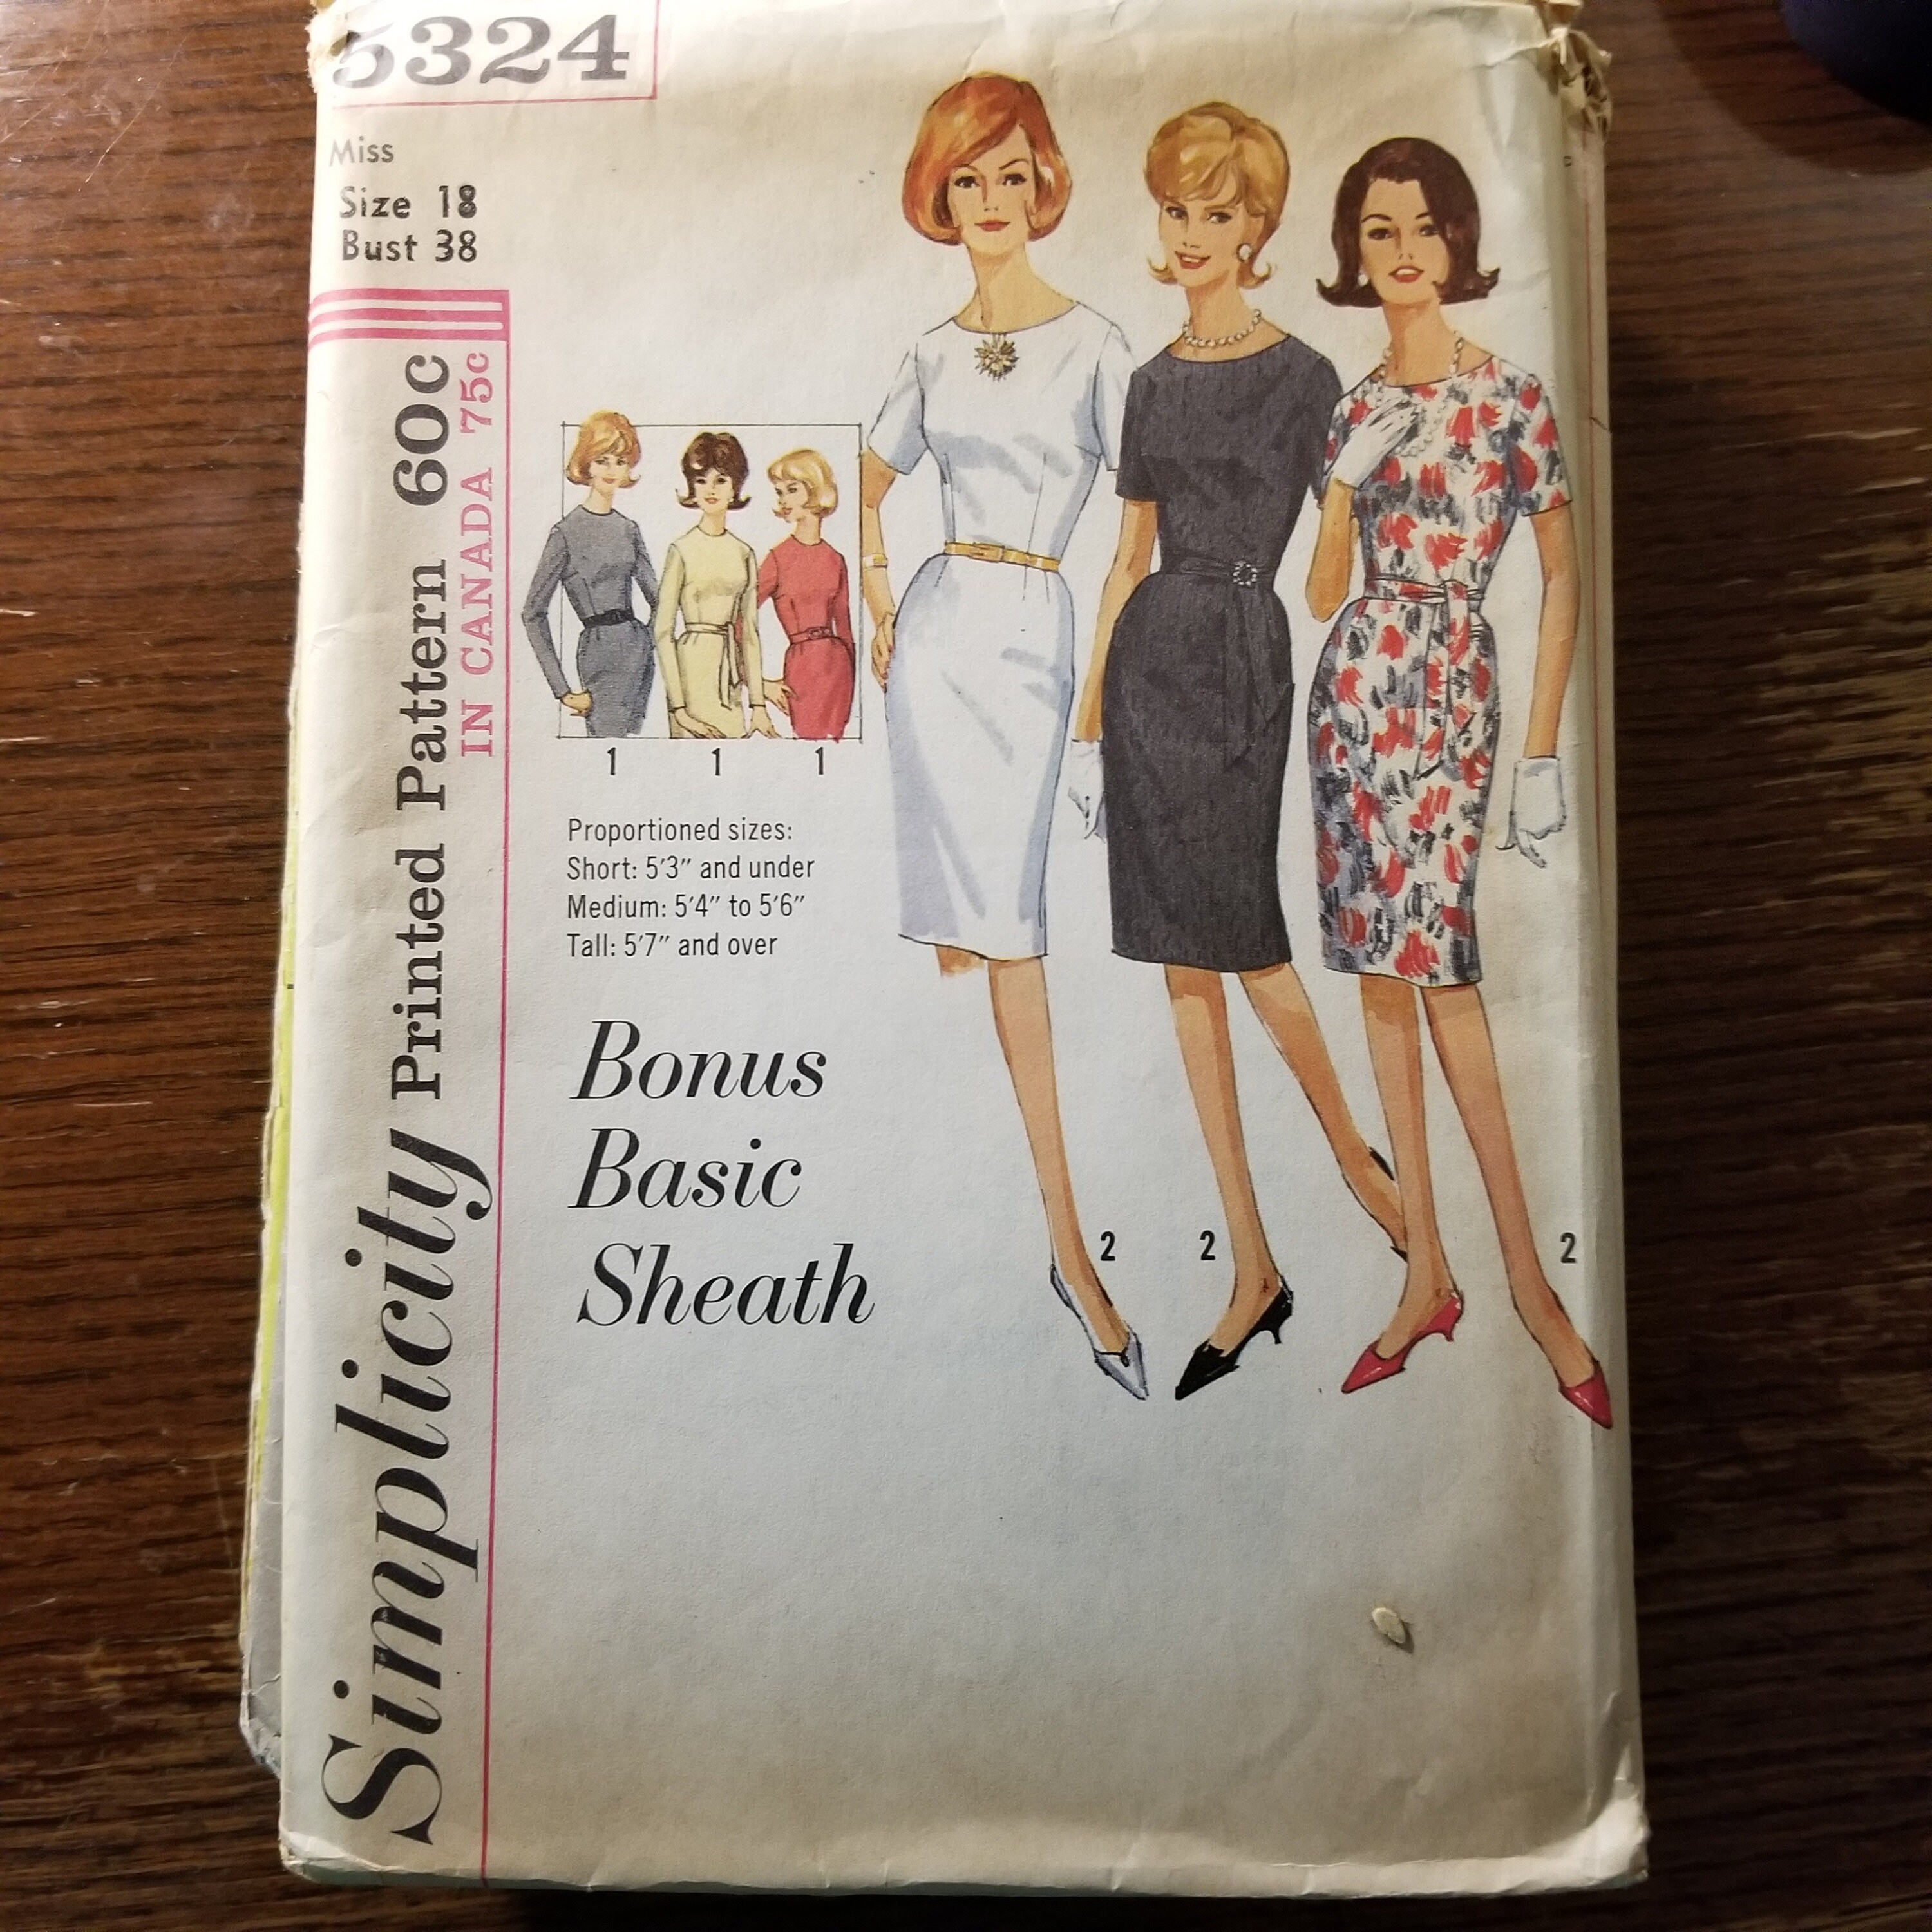 5324
Miss
Size 18
Bust 38
Simplicity Printed Pattern 60c
IN CANADA 75c
1 1 1
Proportioned sizes:
Short: 5'3" and under
Medium: 5'4" to 5'6"
Tall: 5'7" and over
Bonus
Basic
Sheath
2 2 2